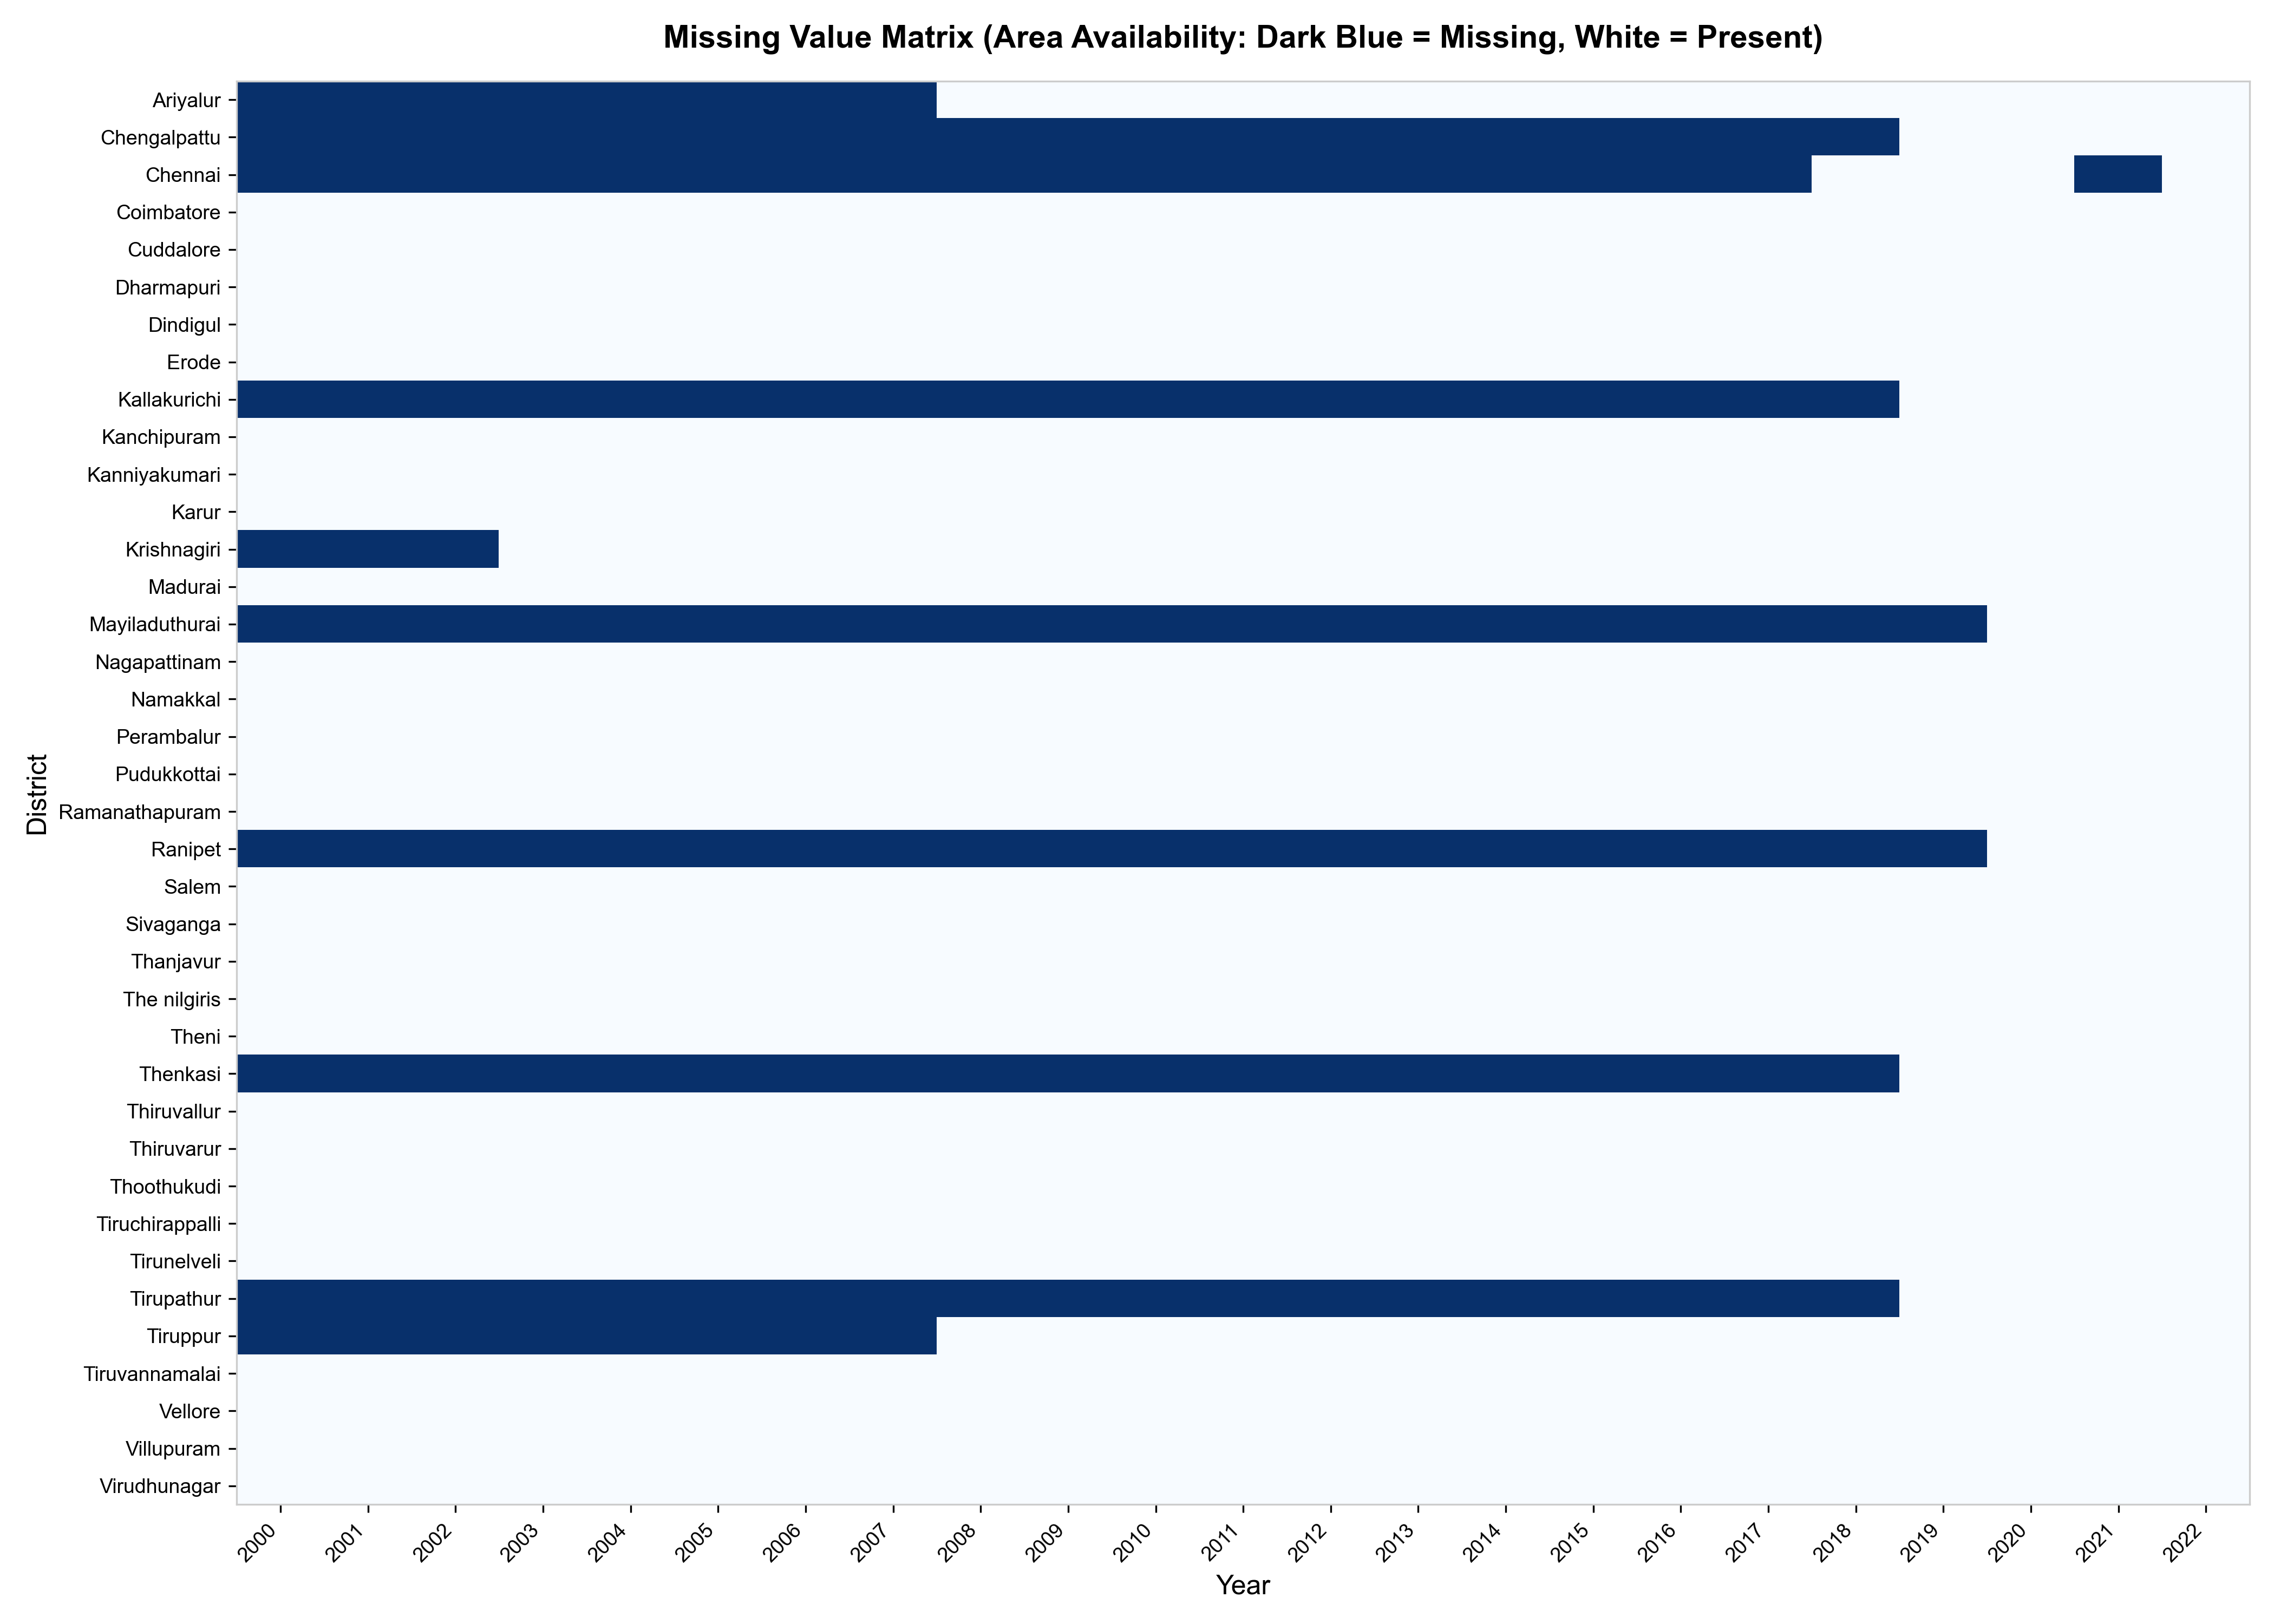 Missing Value Matrix (Area Availability: Dark Blue = Missing, White = Present)
District
Ariyalur
Chengalpattu
Chennai
Coimbatore
Cuddalore
Dharmapuri
Dindigul
Erode
Kallakurichi
Kanchipuram
Kanniyakumari
Karur
Krishnagiri
Madurai
Mayiladuthurai
Nagapattinam
Namakkal
Perambalur
Pudukkottai
Ramanathapuram
Ranipet
Salem
Sivaganga
Thanjavur
The nilgiris
Theni
Thenkasi
Thiruvallur
Thiruvarur
Thoothukudi
Tiruchirappalli
Tirunelveli
Tirupathur
Tiruppur
Tiruvannamalai
Vellore
Villupuram
Virudhunagar
2000 2001 2002 2003 2004 2005 2006 2007 2008 2009 2010 2011 2012 2013 2014 2015 2016 2017 2018 2019 2020 2021 2022
Year